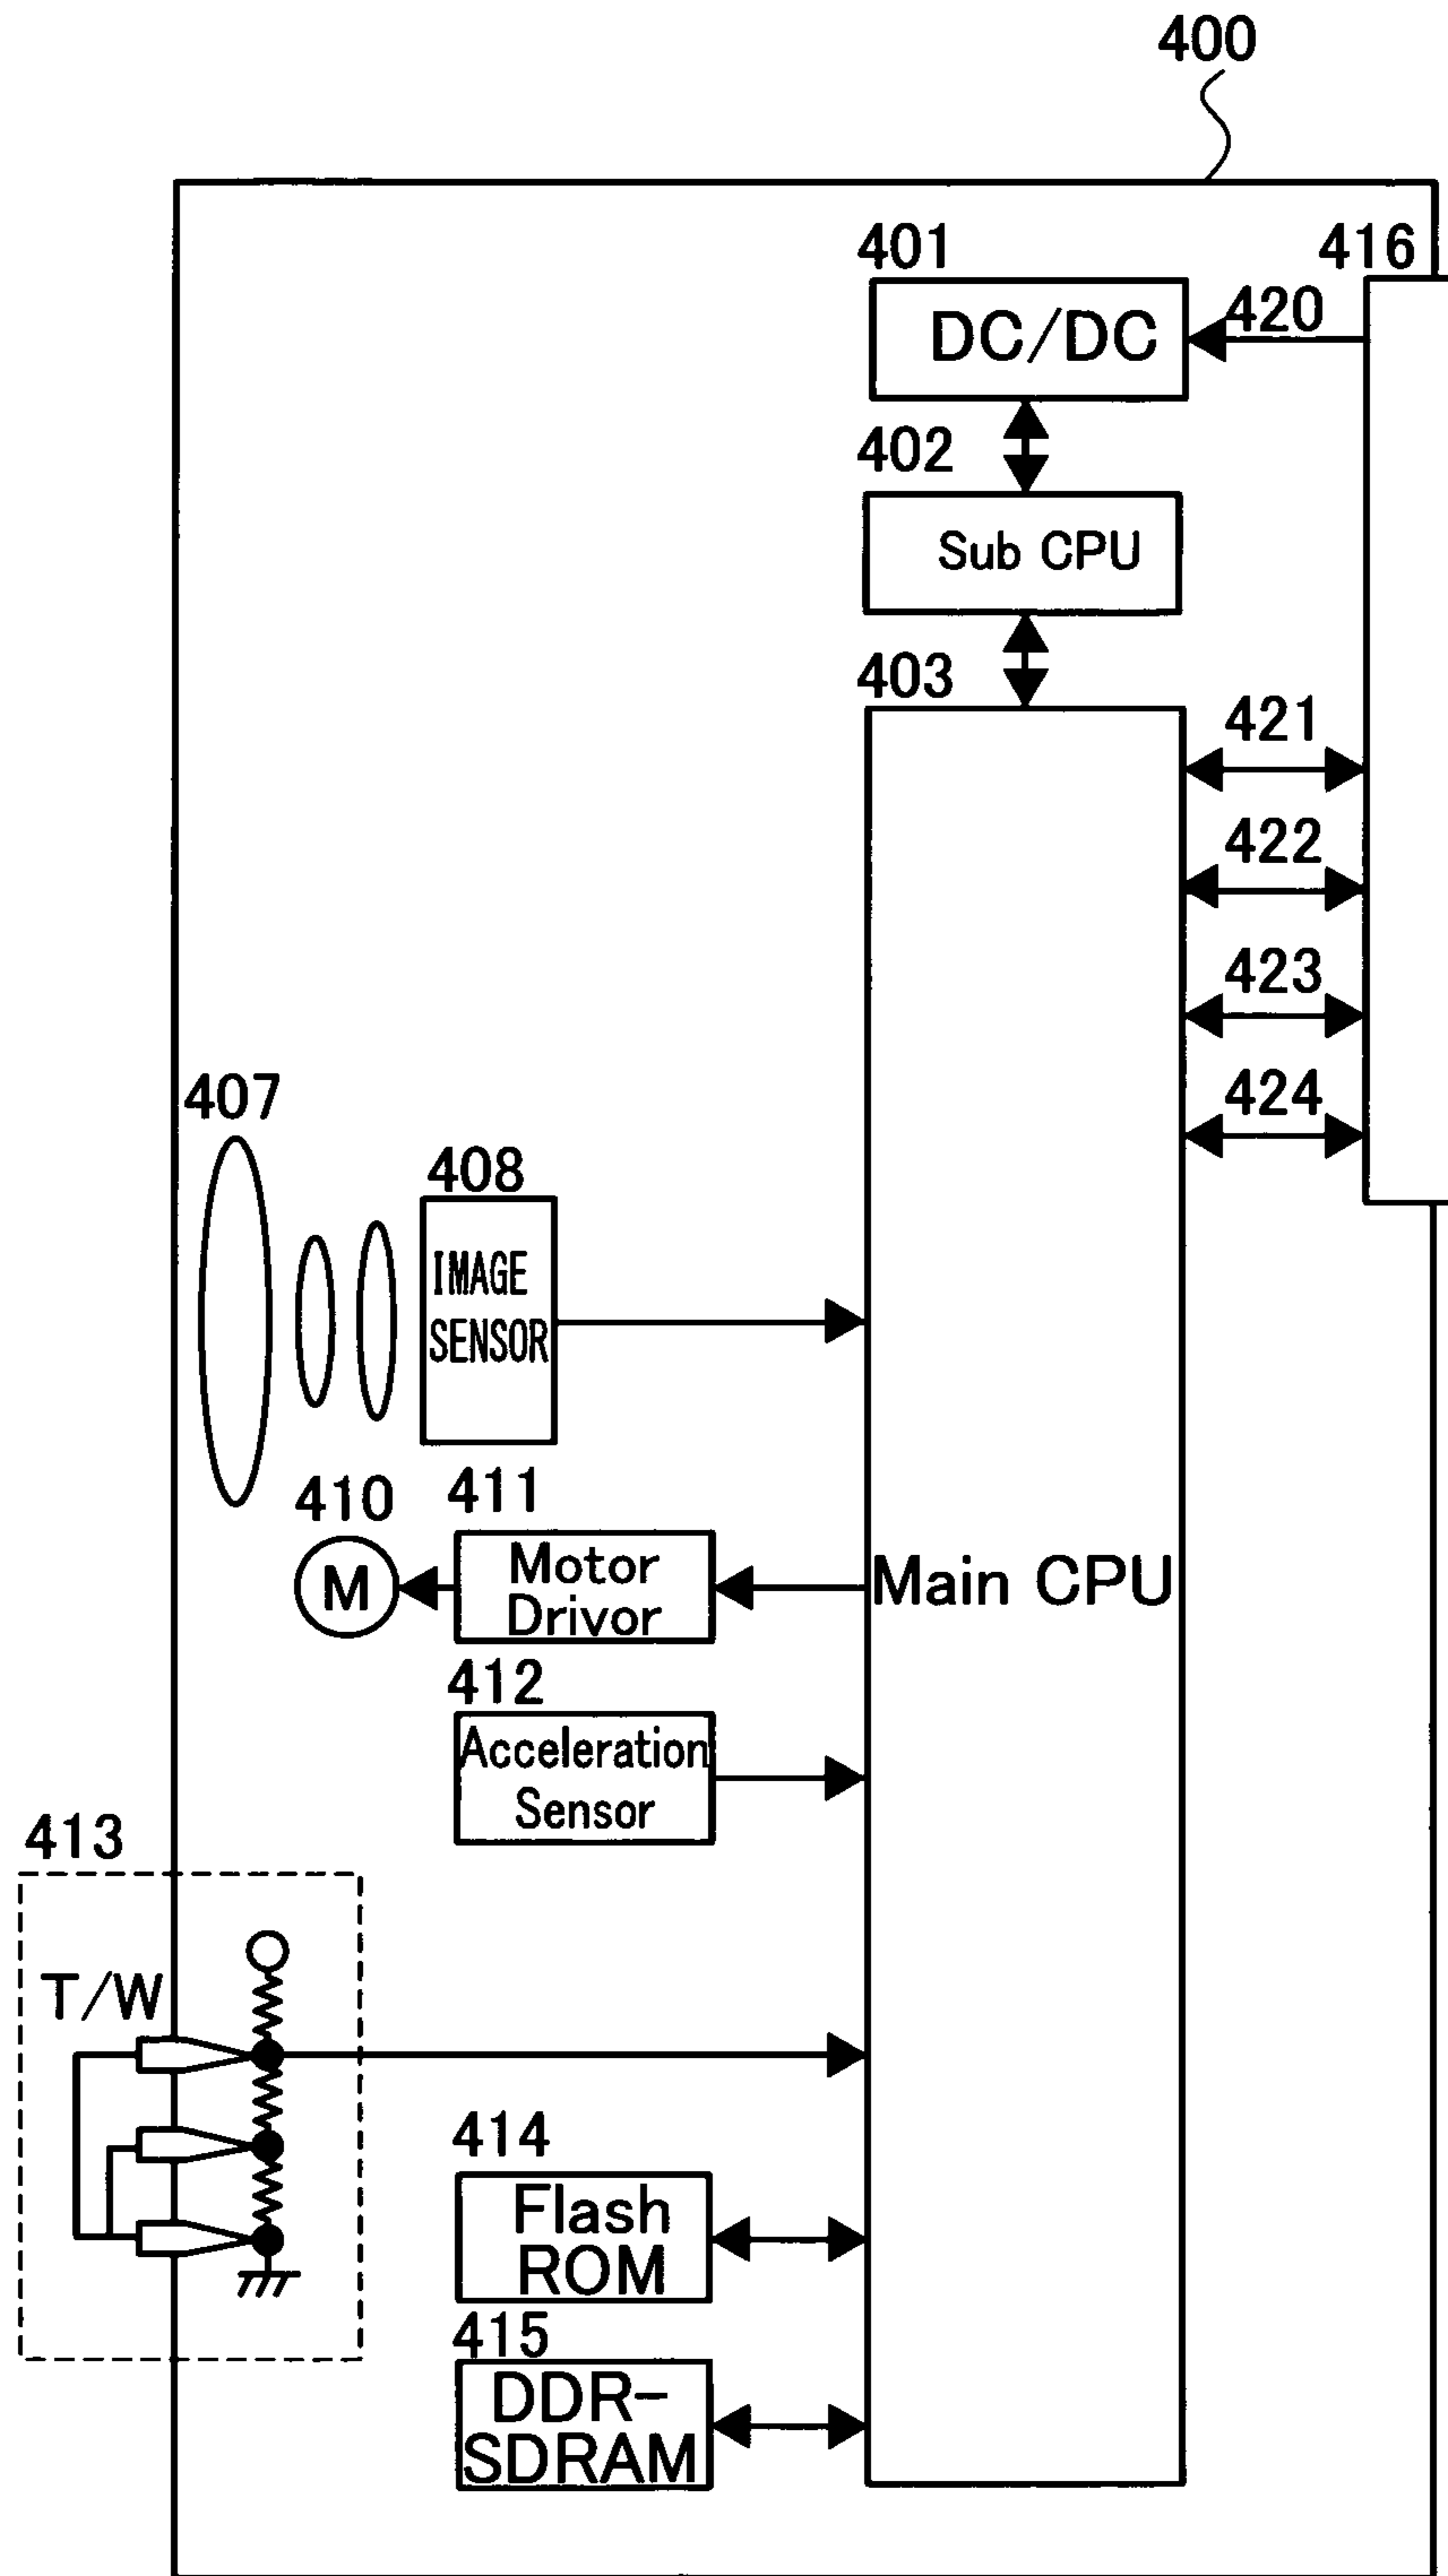 400
401
416
DC/DC
420
402
Sub CPU
403
421
422
423
424
407
408
IMAGE
SENSOR
410
411
M
Motor
Drivor
Main CPU
412
Acceleration
Sensor
413
T/W
414
Flash
ROM
415
DDR-
SDRAM